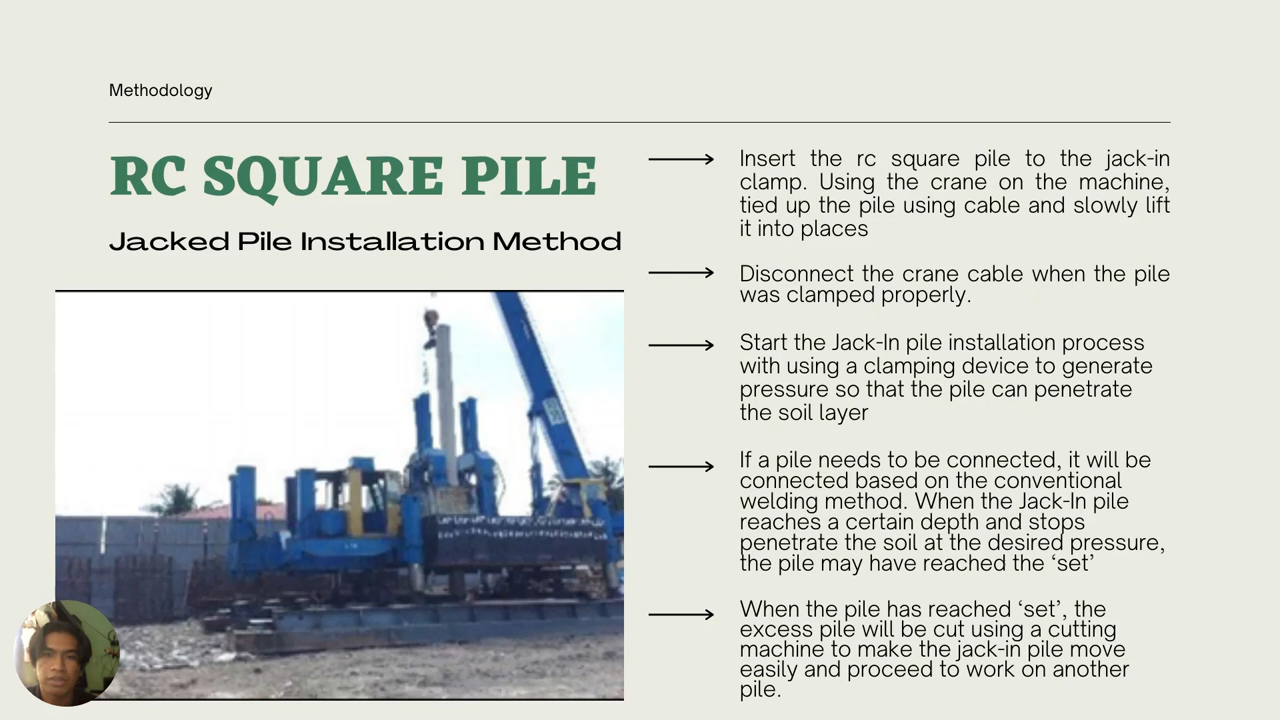 Methodology
RC SQUARE PILE
Jacked Pile Installation Method
Insert the rc square pile to the jack-in
clamp. Using the crane on the machine,
tied up the pile using cable and slowly lift
it into places
Disconnect the crane cable when the pile
was clamped properly.
Start the Jack-In pile installation process
with using a clamping device to generate
pressure so that the pile can penetrate
the soil layer
If a pile needs to be connected, it will be
connected based on the conventional
welding method. When the Jack-In pile
reaches a certain depth and stops
penetrate the soil at the desired pressure,
the pile may have reached the ‘set’
When the pile has reached ‘set’, the
excess pile will be cut using a cutting
machine to make the jack-in pile move
easily and proceed to work on another
pile.